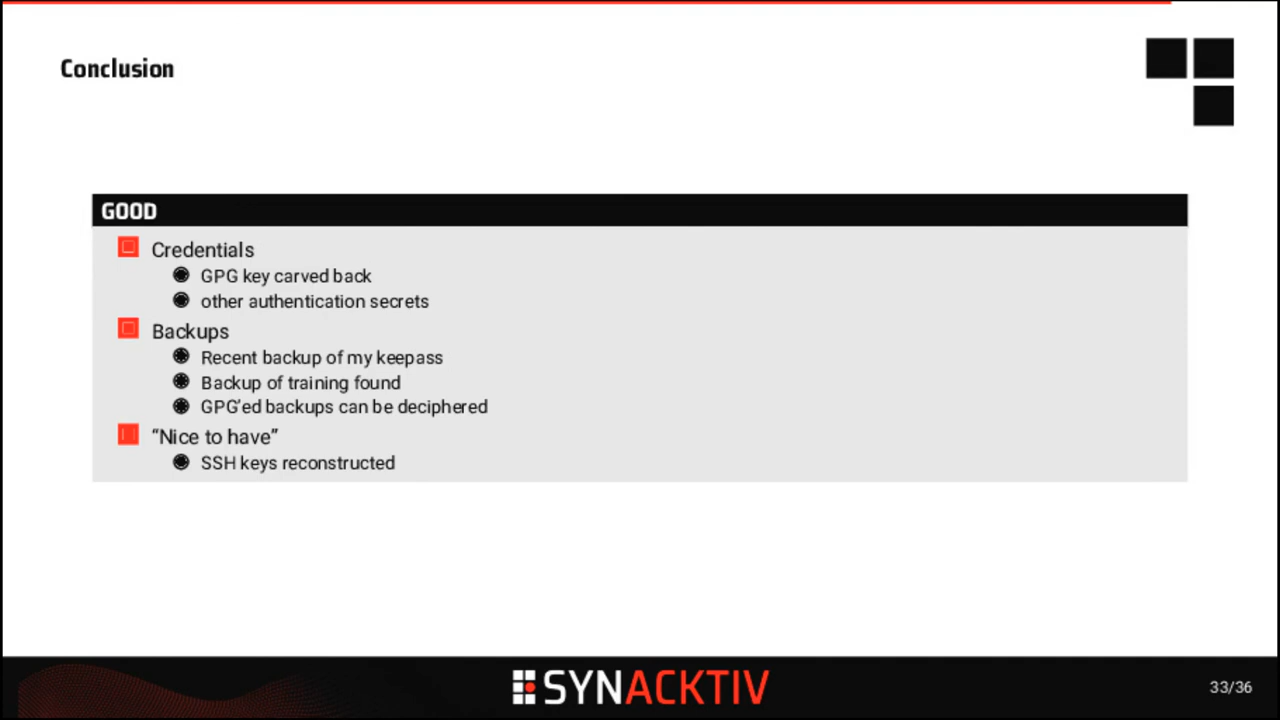 Conclusion
GOOD
Credentials
GPG key carved back
other authentication secrets
Backups
Recent backup of my keepass
Backup of training found
GPG'ed backups can be deciphered
“Nice to have”
SSH keys reconstructed
SYNACKTIV
33/36